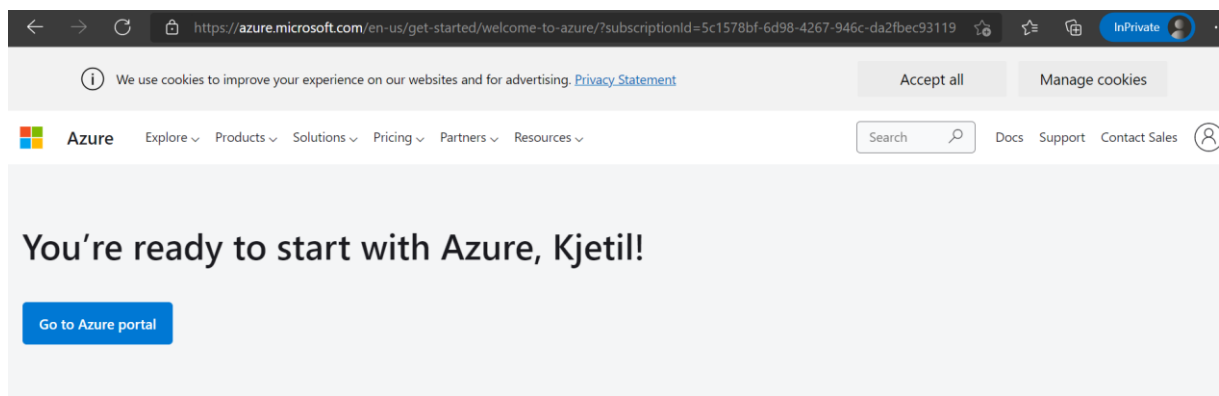 https://azure.microsoft.com/en-us/get-started/welcome-to-azure/?subscriptionId=5c1578bf-6d98-4267-946c-da2fbec93119 InPrivate
We use cookies to improve your experience on our websites and for advertising. Privacy Statement Accept all Manage cookies
Azure Explore Products Solutions Pricing Partners Resources Search Docs Support Contact Sales
You're ready to start with Azure, Kjetil!
Go to Azure portal